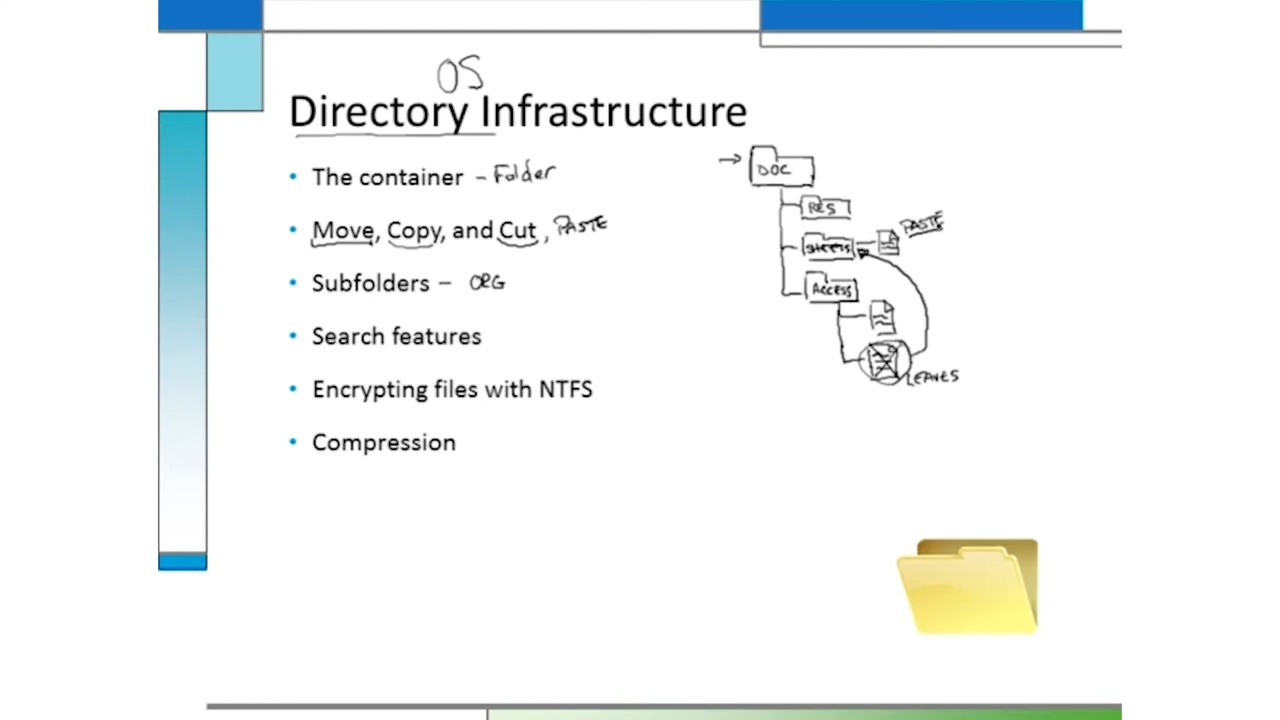 OS
Directory Infrastructure
• The container – Folder
• Move, Copy, and Cut, PASTE
• Subfolders – ORG
• Search features
• Encrypting files with NTFS
• Compression
DOC
RES
SHEETS
PASTE
ACCESS
LEAVES